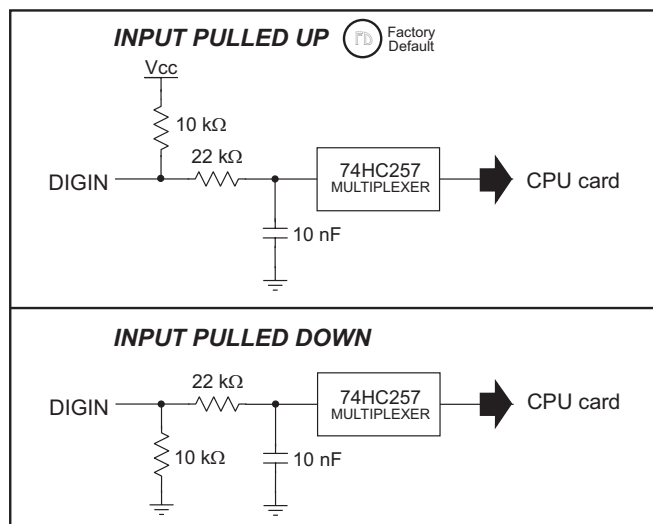 INPUT PULLED UP
FD
Factory
Default
Vcc
10 kΩ
22 kΩ
DIGIN
74HC257
MULTIPLEXER
CPU card
10 nF
INPUT PULLED DOWN
22 kΩ
DIGIN
74HC257
MULTIPLEXER
CPU card
10 kΩ
10 nF